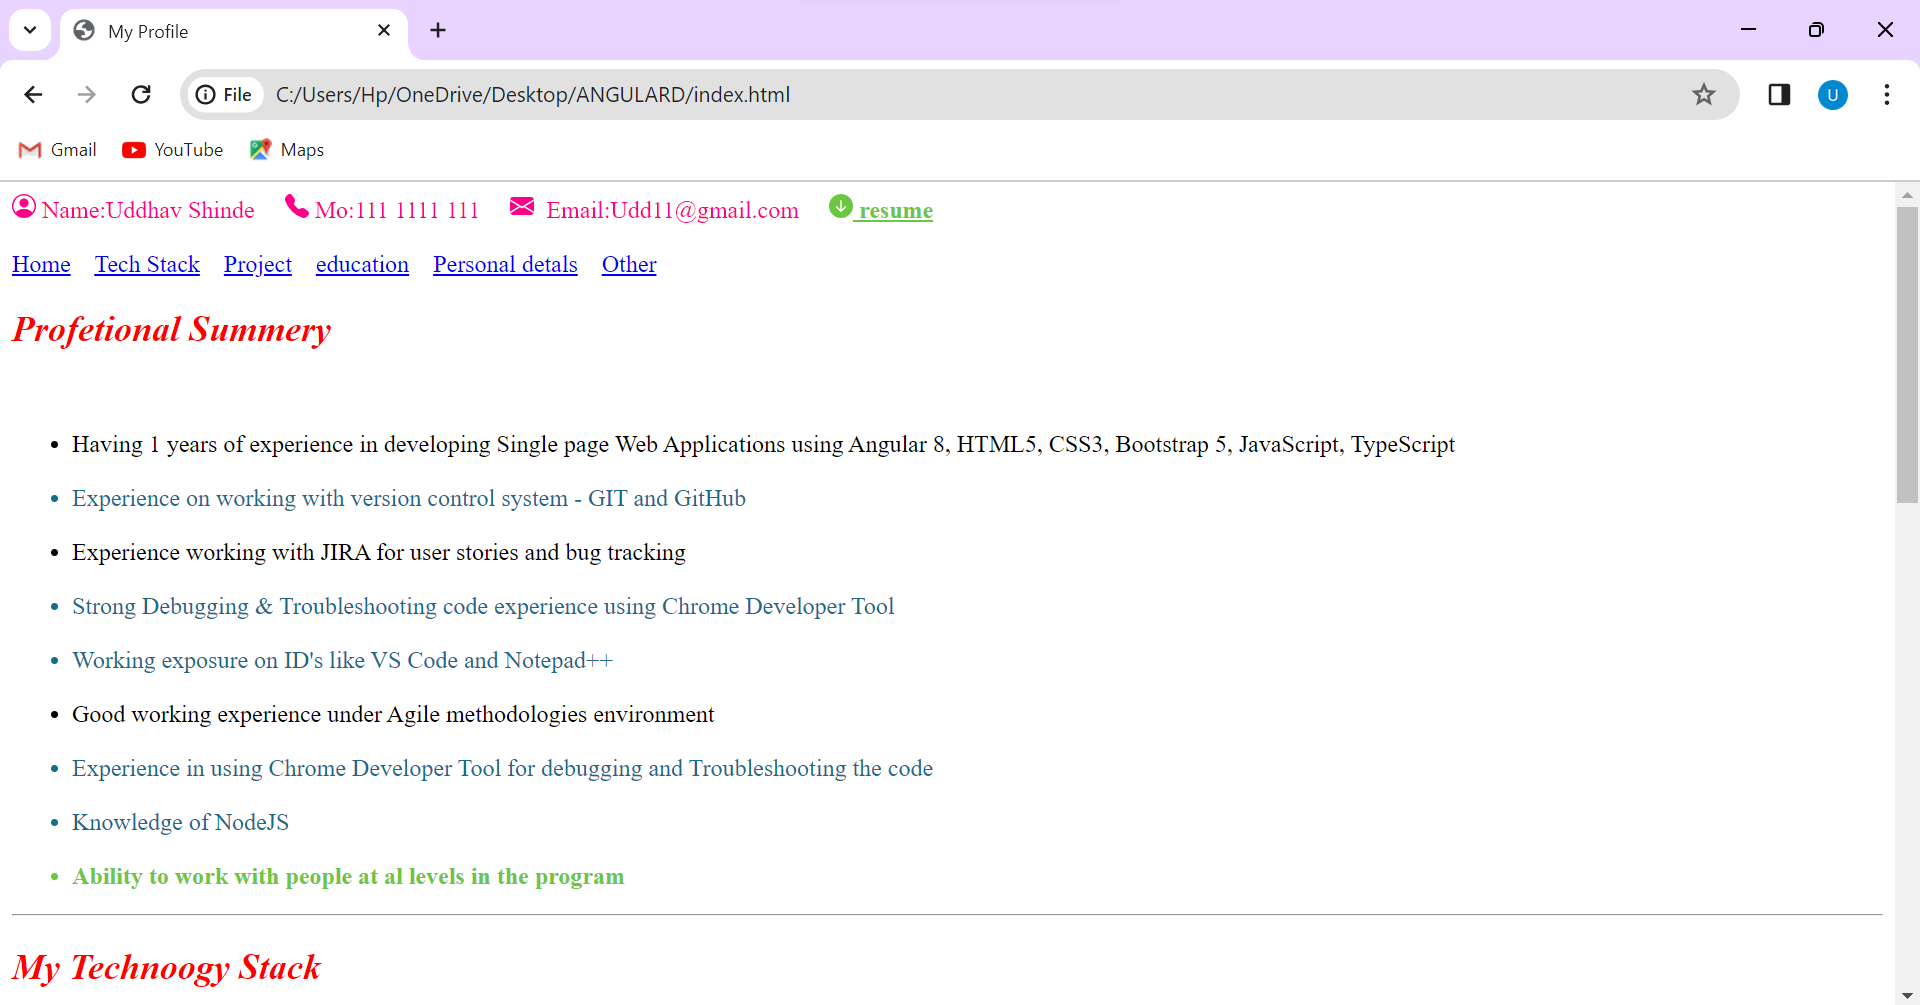 My Profile
File C:/Users/Hp/OneDrive/Desktop/ANGULARD/index.html U
Gmail YouTube Maps
Name:Uddhav Shinde Mo:111 1111 111 Email:Udd11@gmail.com resume
Home Tech Stack Project education Personal detals Other
Profetional Summery
• Having 1 years of experience in developing Single page Web Applications using Angular 8, HTML5, CSS3, Bootstrap 5, JavaScript, TypeScript
• Experience on working with version control system - GIT and GitHub
• Experience working with JIRA for user stories and bug tracking
• Strong Debugging & Troubleshooting code experience using Chrome Developer Tool
• Working exposure on ID's like VS Code and Notepad++
• Good working experience under Agile methodologies environment
• Experience in using Chrome Developer Tool for debugging and Troubleshooting the code
• Knowledge of NodeJS
• Ability to work with people at al levels in the program
My Technoogy Stack